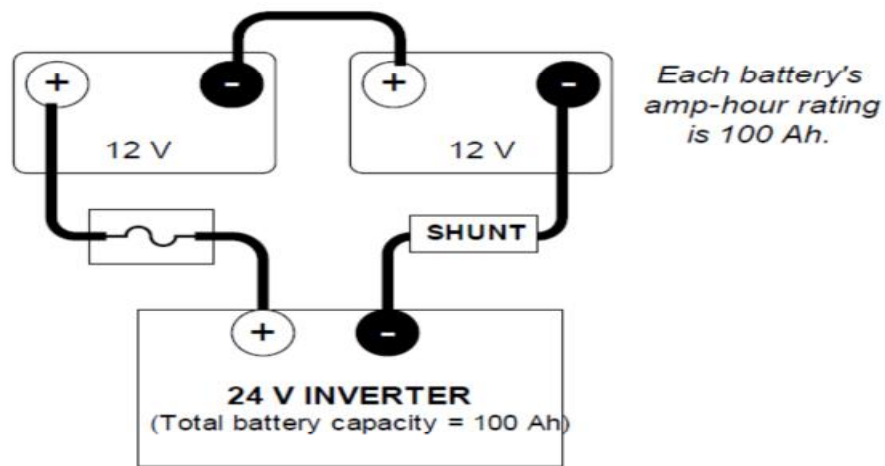 +
-
+
-
Each battery's
amp-hour rating
is 100 Ah.
12 V
12 V
SHUNT
+
-
24 V INVERTER
(Total battery capacity = 100 Ah)